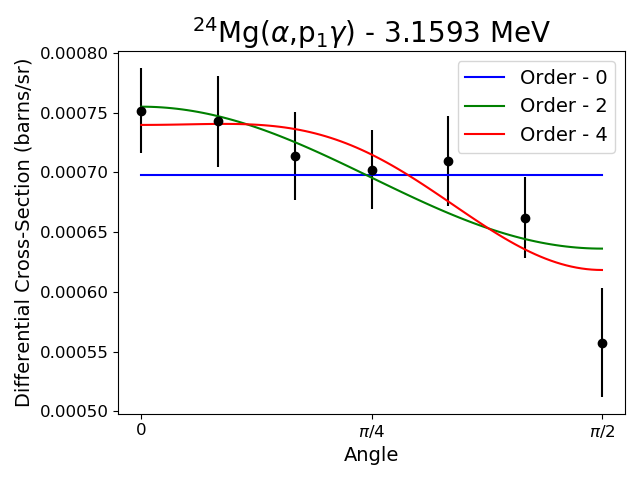 ²⁴Mg(α,p₁γ) - 3.1593 MeV
Differential Cross-Section (barns/sr)
0.00080
0.00075
0.00070
0.00065
0.00060
0.00055
0.00050
Order - 0
Order - 2
Order - 4
0
π/4
π/2
Angle